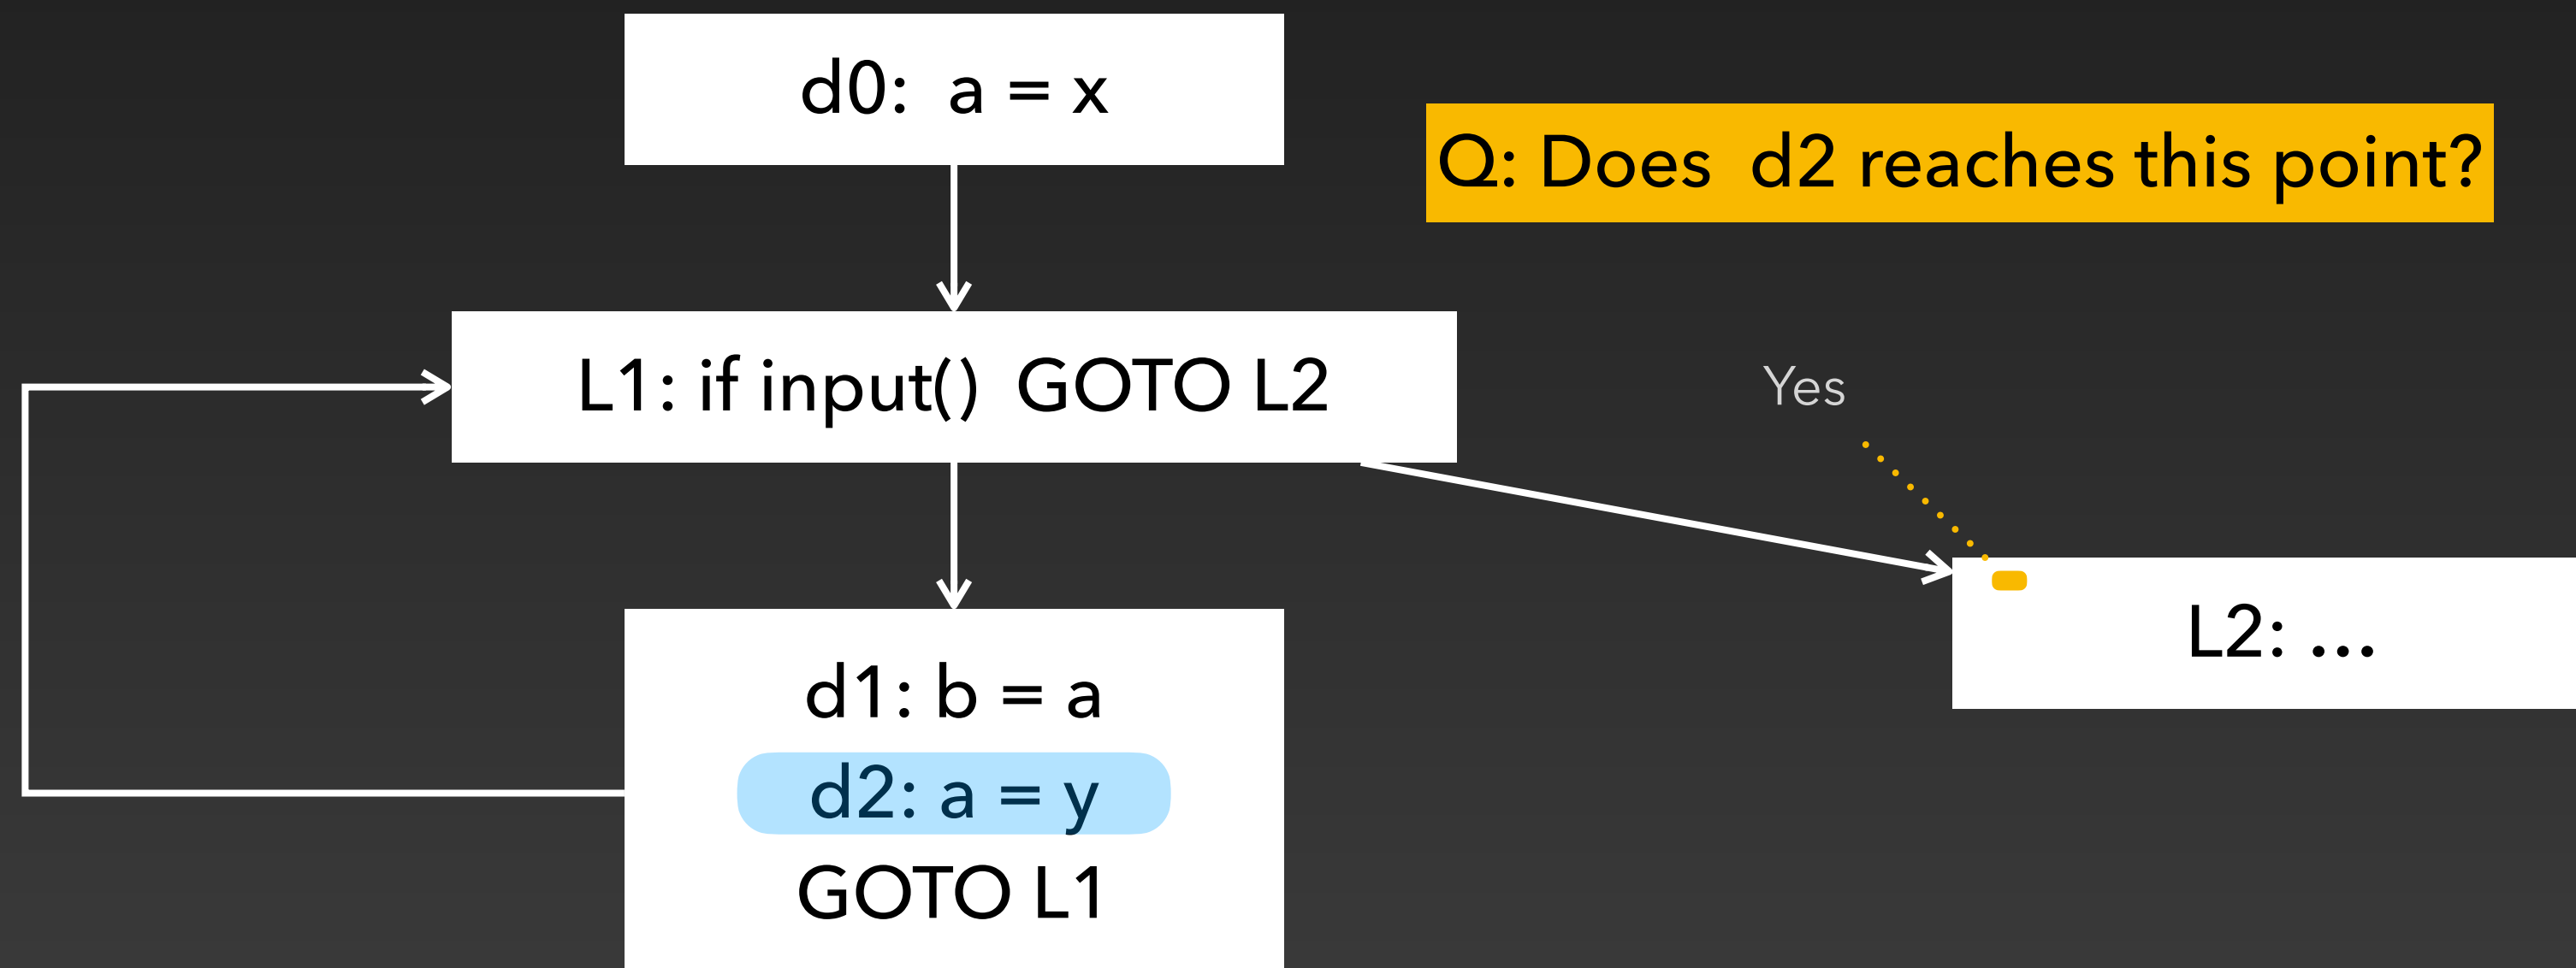 d0: a = x
Q: Does d2 reaches this point?
L1: if input() GOTO L2
Yes
L2: ...
d1: b = a
d2: a = y
GOTO L1